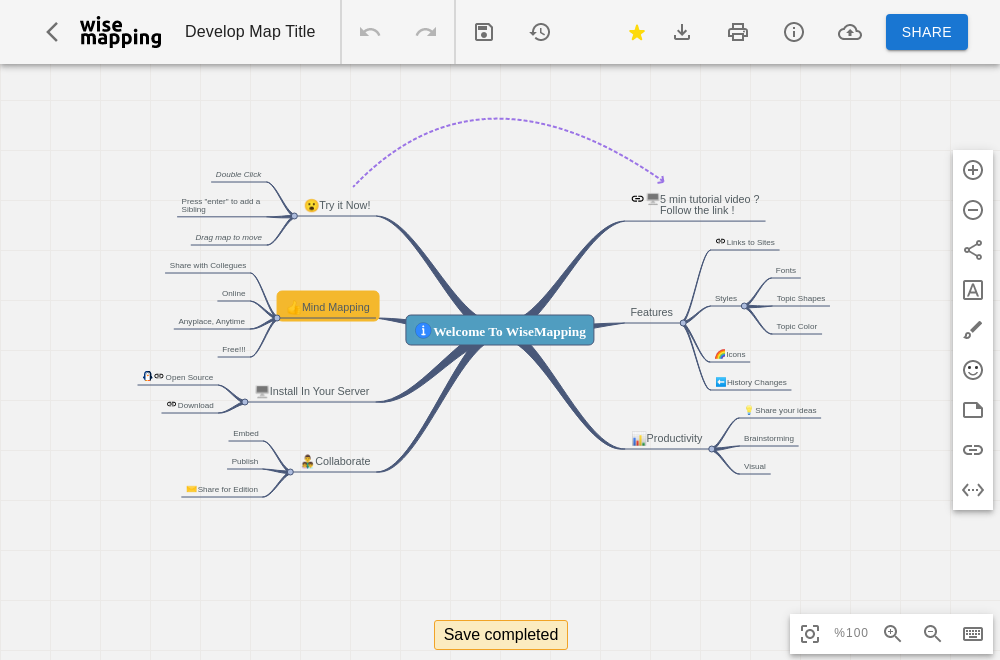 wise
mapping
Develop Map Title
SHARE
Double Click
Press "enter" to add a
Sibling
Drag map to move
Try it Now!
Share with Collegues
Online
Anyplace, Anytime
Free!!!
Mind Mapping
Open Source
Download
Install In Your Server
Embed
Publish
Share for Edition
Collaborate
Welcome To WiseMapping
5 min tutorial video ?
Follow the link !
Features
Links to Sites
Styles
Fonts
Topic Shapes
Topic Color
Icons
History Changes
Productivity
Share your ideas
Brainstorming
Visual
Save completed
%100